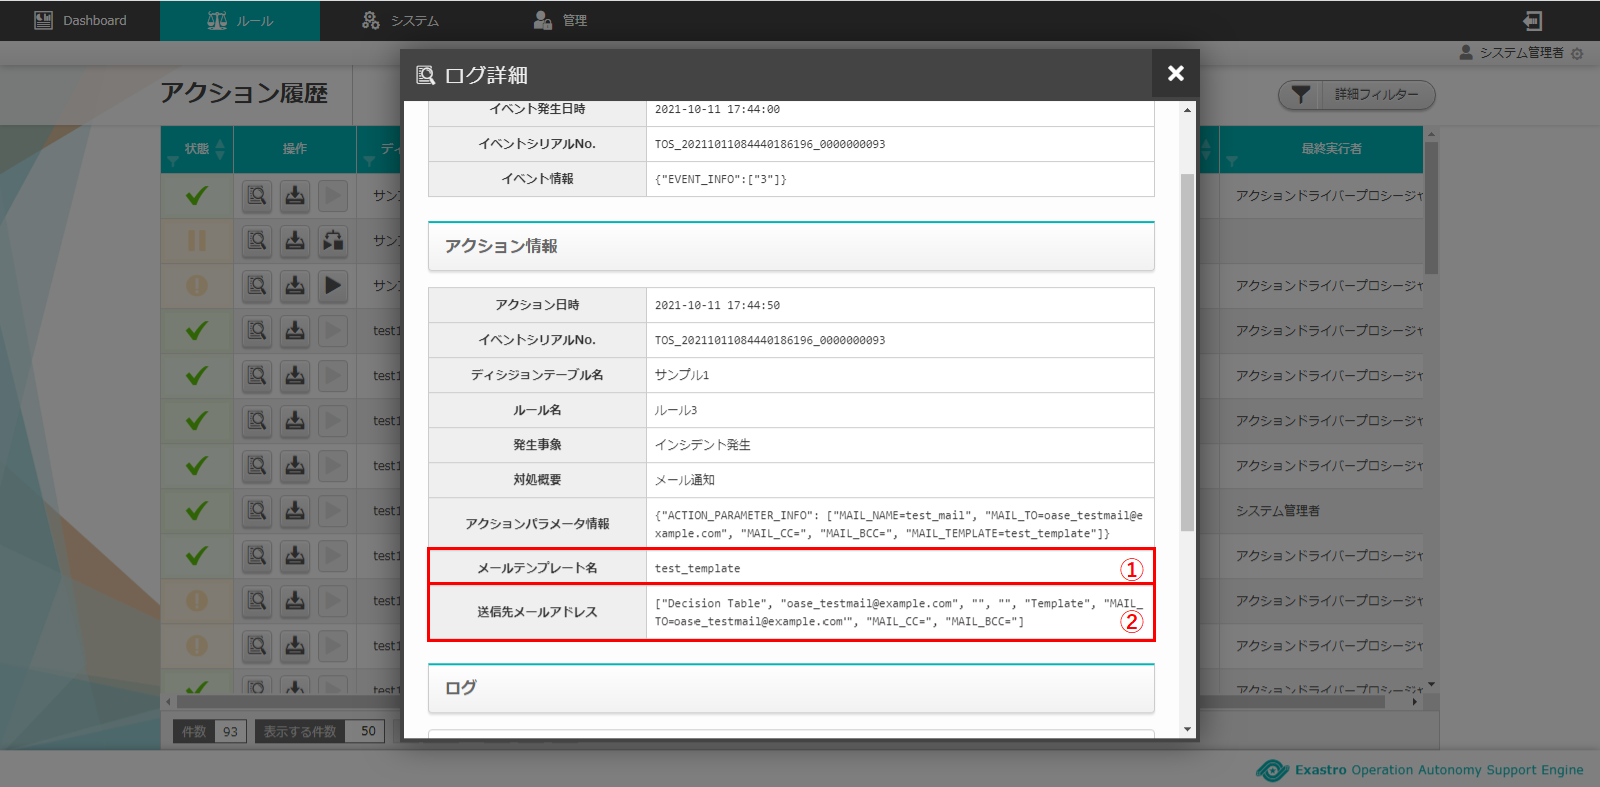 Dashboard
ルール
システム
管理
システム管理者
アクション履歴
詳細フィルター
状態
操作
ディ
最終実行者
サン
アクションドライバープロシージャ
サン
サン
アクションドライバープロシージャ
test1
アクションドライバープロシージャ
test1
アクションドライバープロシージャ
test1
アクションドライバープロシージャ
test1
アクションドライバープロシージャ
test1
システム管理者
test1
アクションドライバープロシージャ
test1
アクションドライバープロシージャ
test1
アクションドライバープロシージャ
test1
アクションドライバープロシージャ
件数 93
表示する件数 50
ログ詳細
イベント発生日時 2021-10-11 17:44:00
イベントシリアルNo. TOS_20211011084440186196_0000000093
イベント情報 {"EVENT_INFO":["3"]}
アクション情報
アクション日時 2021-10-11 17:44:50
イベントシリアルNo. TOS_20211011084440186196_0000000093
ディシジョンテーブル名 サンプル1
ルール名 ルール3
発生事象 インシデント発生
対処概要 メール通知
アクションパラメータ情報
{"ACTION_PARAMETER_INFO": ["MAIL_NAME=test_mail", "MAIL_TO=oase_testmail@e
xample.com", "MAIL_CC=", "MAIL_BCC=", "MAIL_TEMPLATE=test_template"]}
メールテンプレート名 test_template ①
送信先メールアドレス
["Decision Table", "oase_testmail@example.com", "", "", "Template", "MAIL_
TO=oase_testmail@example.com'", "MAIL_CC=", "MAIL_BCC="] ②
ログ
Exastro Operation Autonomy Support Engine